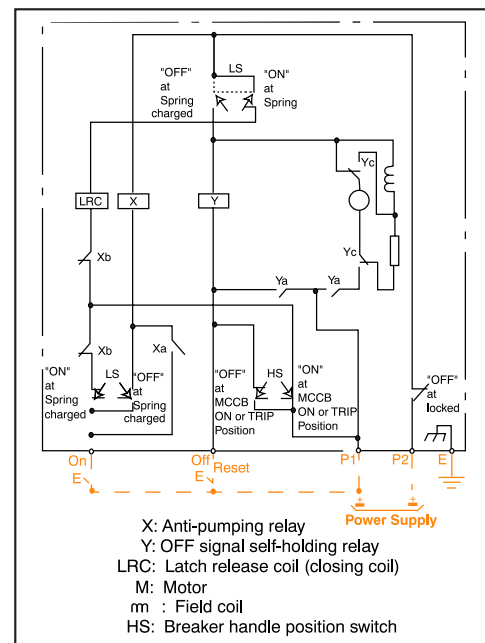 "OFF"
at
Spring
charged
LS
"ON"
at
Spring
Yc
LRC
X
Y
Xb
Yc
Ya
Ya
Xb
Xa
"ON"
at
Spring
charged
LS
"OFF"
at
Spring
charged
"OFF"
at
MCCB
ON or TRIP
Position
HS
"ON"
at
MCCB
ON or TRIP
Position
"OFF"
at
locked
On
Off
Reset
P1
P2
E
E
E
Power Supply
X: Anti-pumping relay
Y: OFF signal self-holding relay
LRC: Latch release coil (closing coil)
M: Motor
m : Field coil
HS: Breaker handle position switch